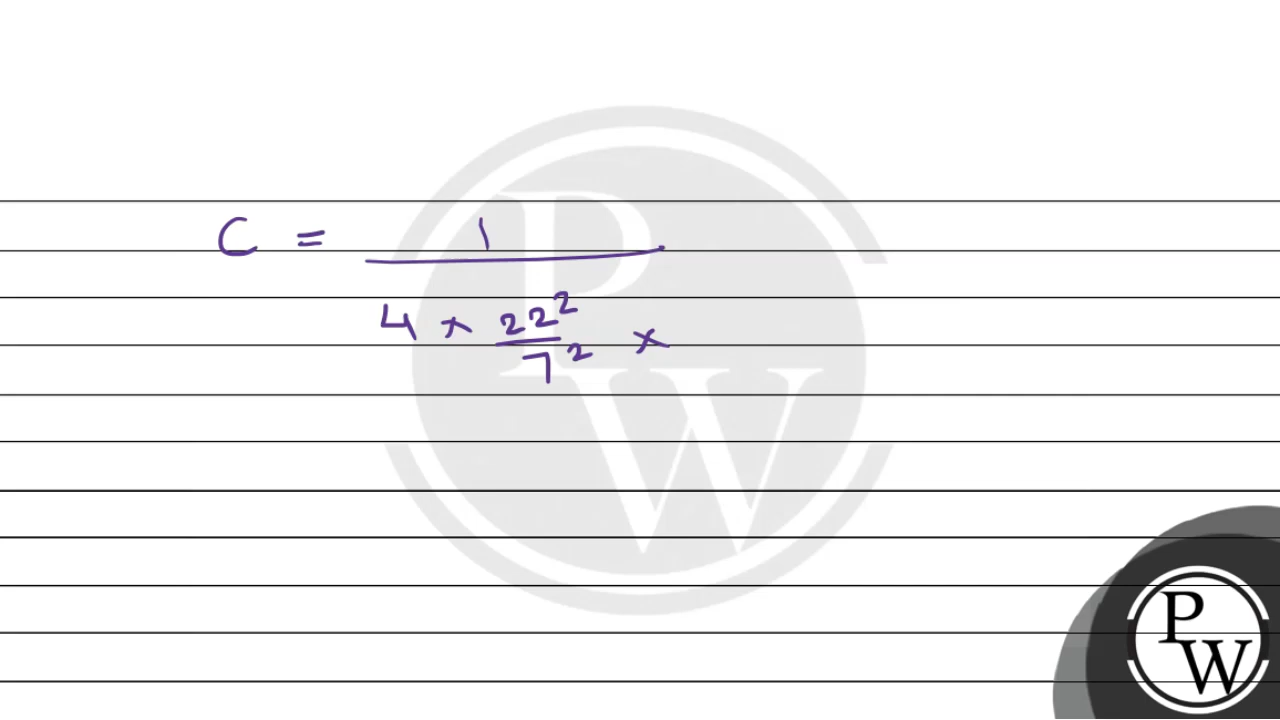 C = 1
4 × 22²
7² ×
P
W
P
W